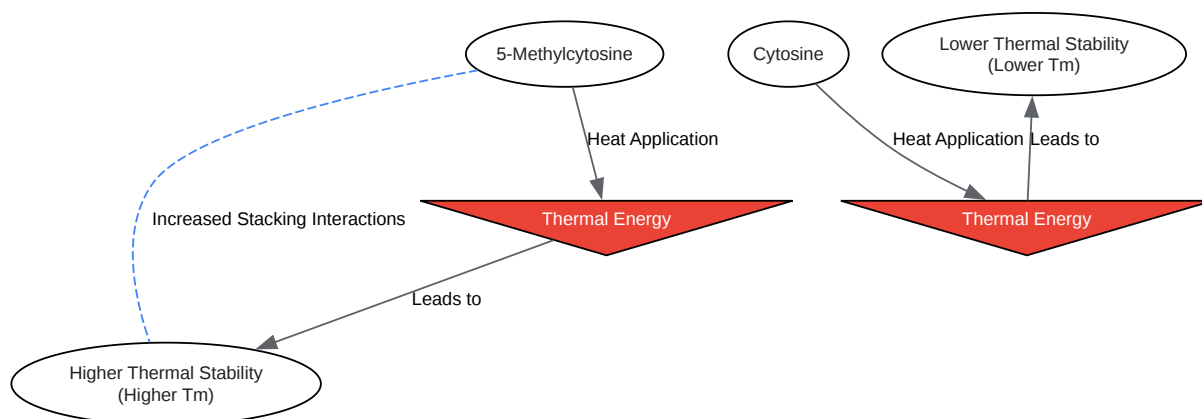 5-Methylcytosine
Cytosine
Lower Thermal Stability
(Lower Tm)
Heat Application
Heat Application
Leads to
Increased Stacking Interactions
Thermal Energy
Thermal Energy
Leads to
Higher Thermal Stability
(Higher Tm)